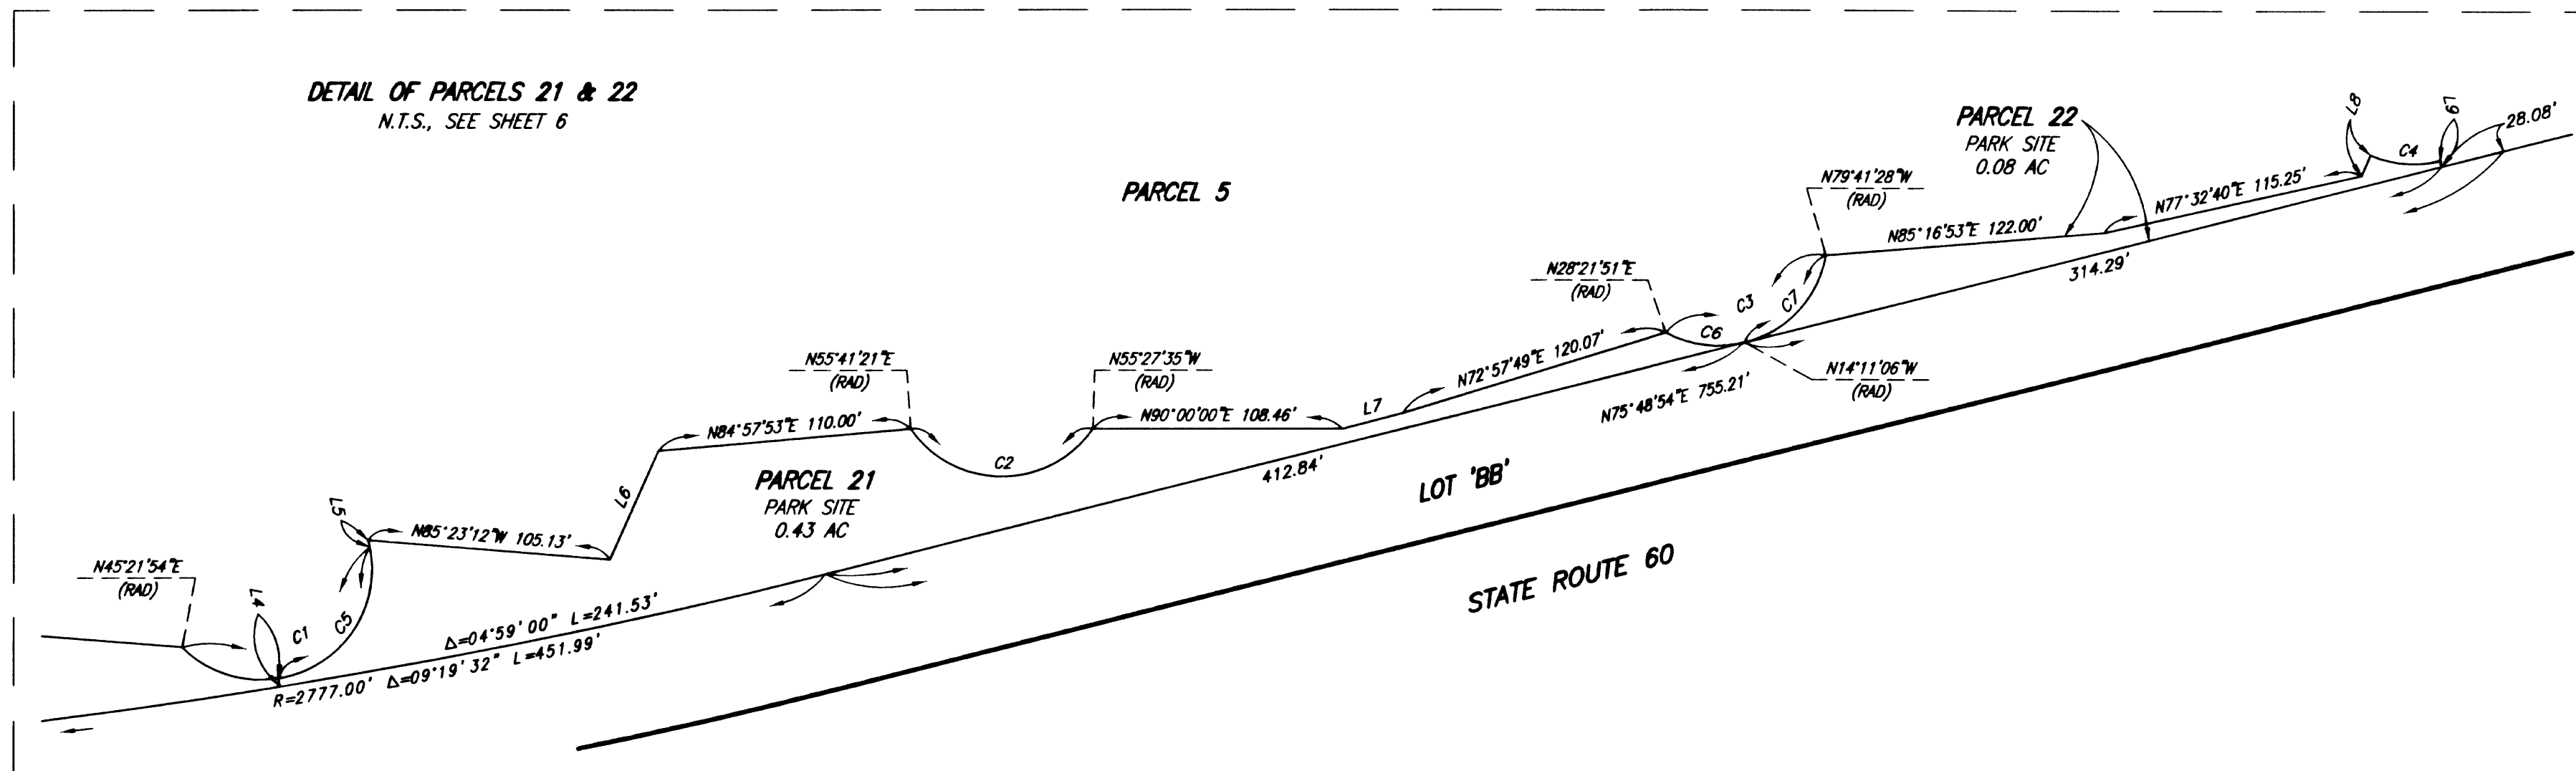 DETAIL OF PARCELS 21 & 22
N.T.S., SEE SHEET 6
PARCEL 5
PARCEL 22
PARK SITE
0.08 AC
L8
C4
L9
28.08'
N79°41'28"W
(RAD)
N77°32'40"E 115.25'
N85°16'53"E 122.00'
314.29'
N28°21'51"E
(RAD)
C3
C7
C6
N14°11'06"W
(RAD)
N72°57'49"E 120.07'
N75°48'54"E 755.21'
N55°41'21"E
(RAD)
N55°27'35"W
(RAD)
L7
N90°00'00"E 108.46'
N84°57'53"E 110.00'
C2
412.84'
LOT 'BB'
PARCEL 21
PARK SITE
0.43 AC
L6
L5
N85°23'12"W 105.13'
STATE ROUTE 60
N45°21'54"E
(RAD)
L4
C1
C5
Δ=04°59'00" L=241.53'
R=2777.00' Δ=09°19'32" L=451.99'